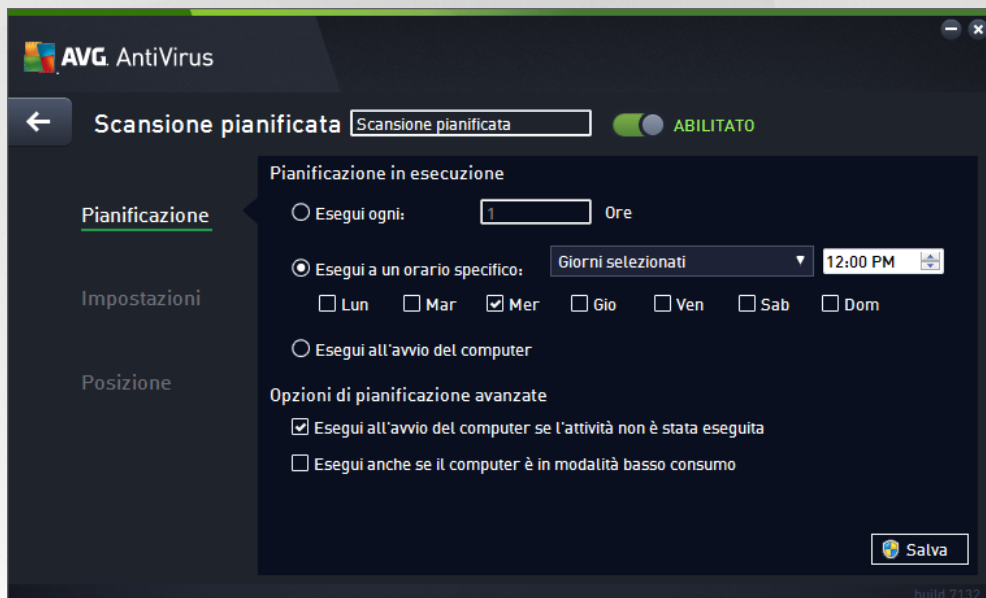 AVG. AntiVirus
Scansione pianificata Scansione pianificata ABILITATO
Pianificazione
Impostazioni
Posizione
Pianificazione in esecuzione
Esegui ogni: 1 Ore
Esegui a un orario specifico: Giorni selezionati 12:00 PM
Lun Mar Mer Gio Ven Sab Dom
Esegui all'avvio del computer
Opzioni di pianificazione avanzate
Esegui all'avvio del computer se l'attività non è stata eseguita
Esegui anche se il computer è in modalità basso consumo
Salva
build 7132